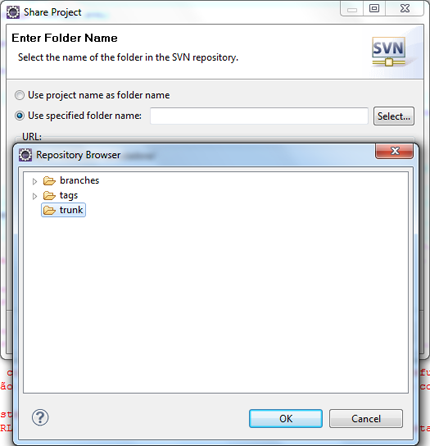 Share Project
Enter Folder Name
Select the name of the folder in the SVN repository.
SVN
Use project name as folder name
Use specified folder name:
Select...
URL:
Repository Browser
branches
tags
trunk
OK
Cancel